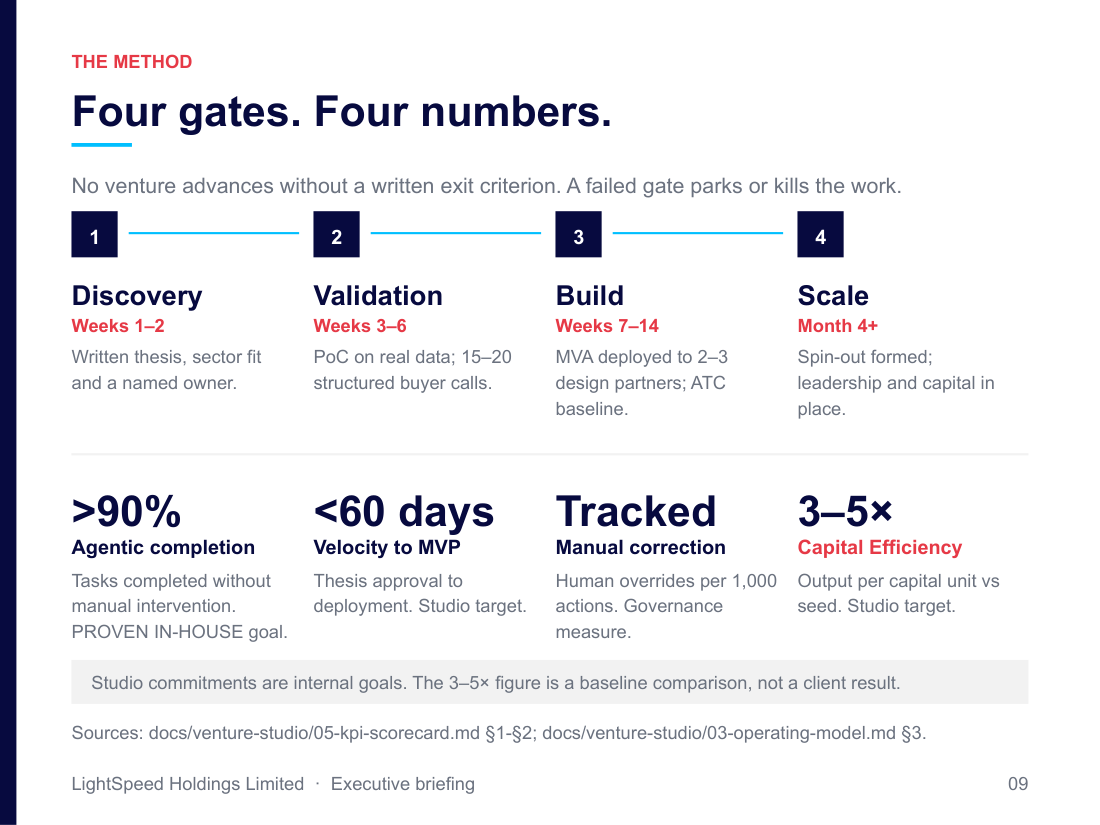 THE METHOD
Four gates. Four numbers.
No venture advances without a written exit criterion. A failed gate parks or kills the work.
1
2
3
4
Discovery
Weeks 1–2
Written thesis, sector fit
and a named owner.
Validation
Weeks 3–6
PoC on real data; 15–20
structured buyer calls.
Build
Weeks 7–14
MVA deployed to 2–3
design partners; ATC
baseline.
Scale
Month 4+
Spin-out formed;
leadership and capital in
place.
>90%
Agentic completion
Tasks completed without
manual intervention.
PROVEN IN-HOUSE goal.
<60 days
Velocity to MVP
Thesis approval to
deployment. Studio target.
Tracked
Manual correction
Human overrides per 1,000
actions. Governance
measure.
3–5×
Capital Efficiency
Output per capital unit vs
seed. Studio target.
Studio commitments are internal goals. The 3–5× figure is a baseline comparison, not a client result.
Sources: docs/venture-studio/05-kpi-scorecard.md §1-§2; docs/venture-studio/03-operating-model.md §3.
LightSpeed Holdings Limited · Executive briefing
09